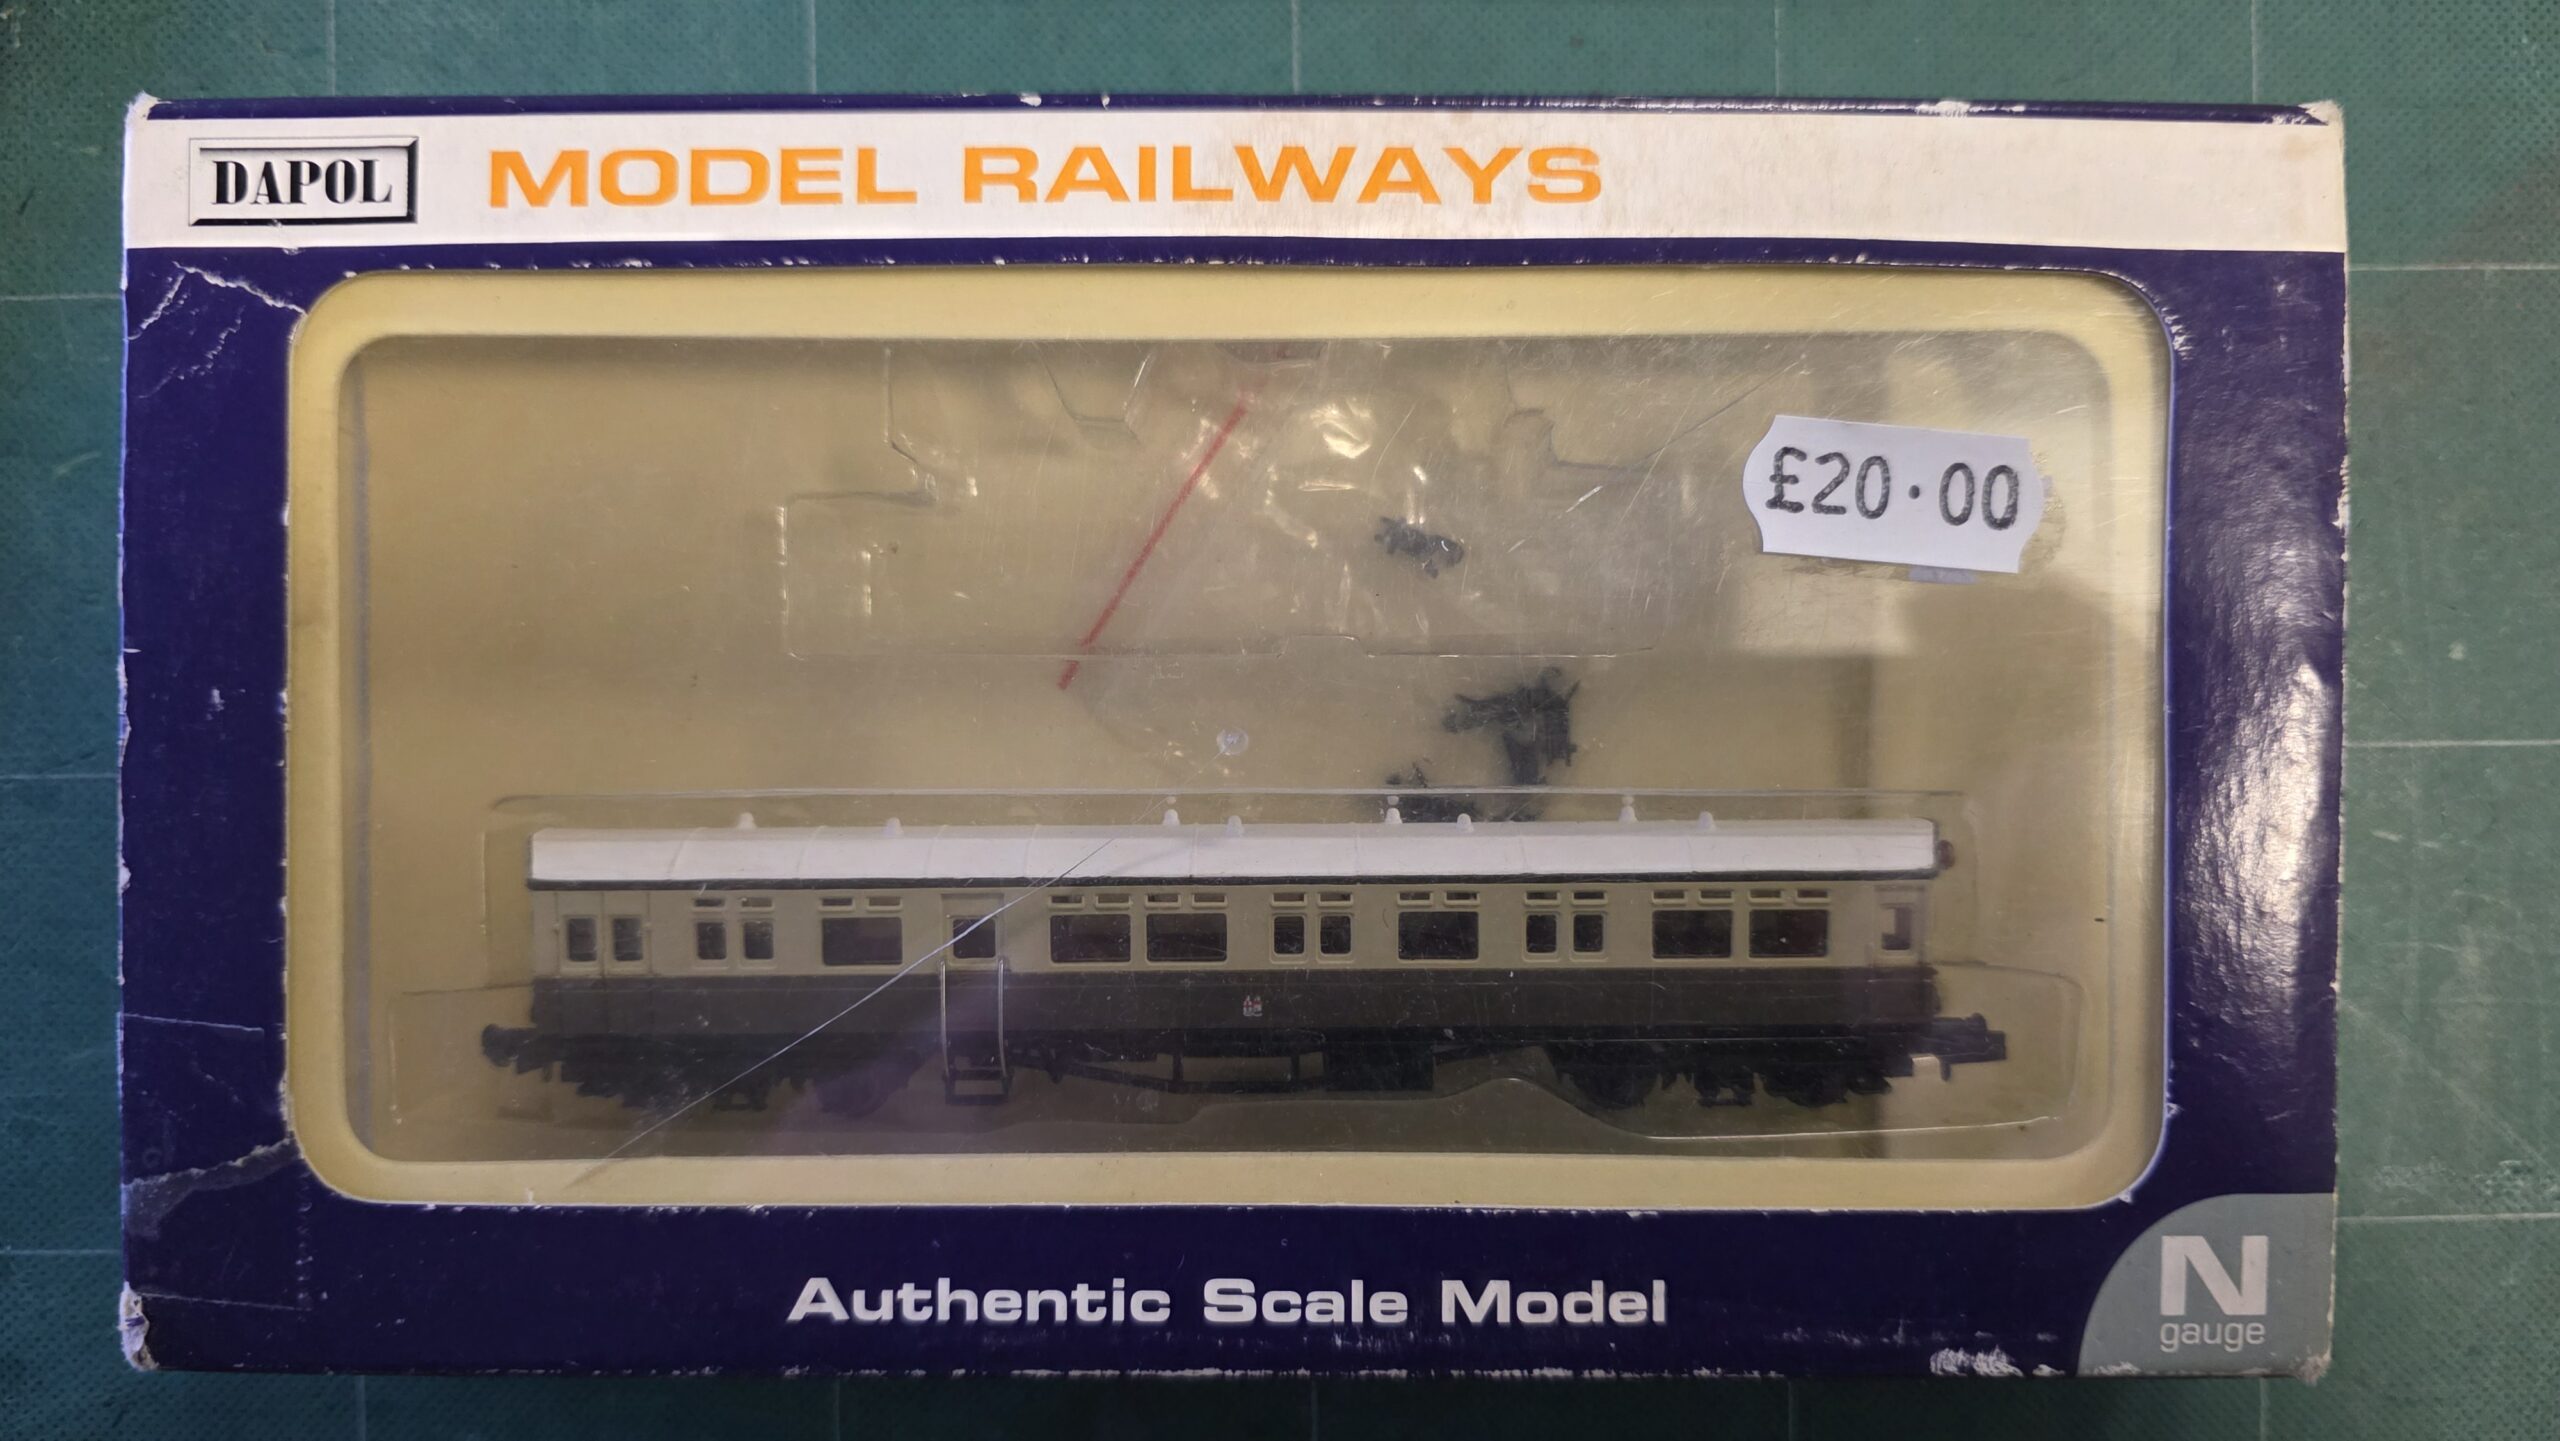 DAPOL
MODEL RAILWAYS
£20.00
Authentic Scale Model
N
gauge